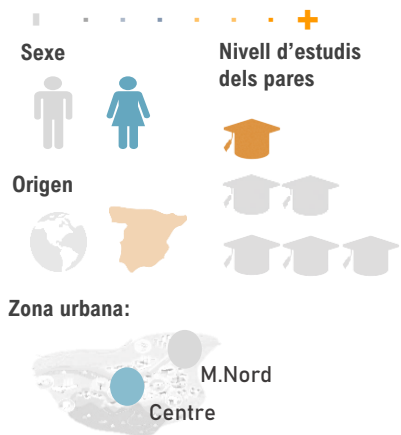 Sexe
Nivell d’estudis
dels pares
Origen
Zona urbana:
M.Nord
Centre